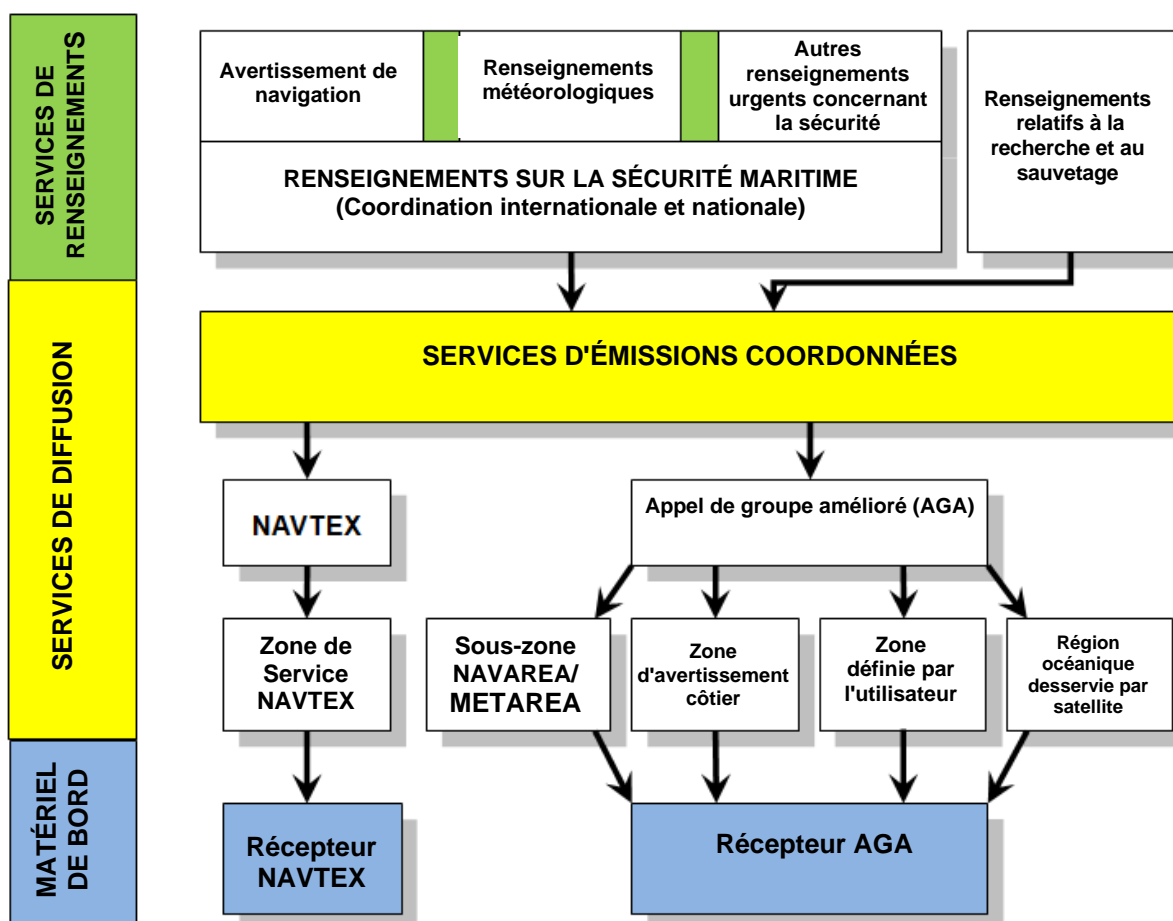 SERVICES DE
RENSEIGNEMENTS
Avertissement de
navigation
Renseignements
météorologiques
Autres
renseignements
urgents concernant
la sécurité
Renseignements
relatifs à la
recherche et au
sauvetage
RENSEIGNEMENTS SUR LA SÉCURITÉ MARITIME
(Coordination internationale et nationale)
SERVICES DE DIFFUSION
SERVICES D'ÉMISSIONS COORDONNÉES
NAVTEX
Appel de groupe amélioré (AGA)
Zone de
Service
NAVTEX
Sous-zone
NAVAREA/
METAREA
Zone
d'avertissement
côtier
Zone
définie par
l'utilisateur
Région
océanique
desservie par
satellite
MATÉRIEL
DE BORD
Récepteur
NAVTEX
Récepteur AGA